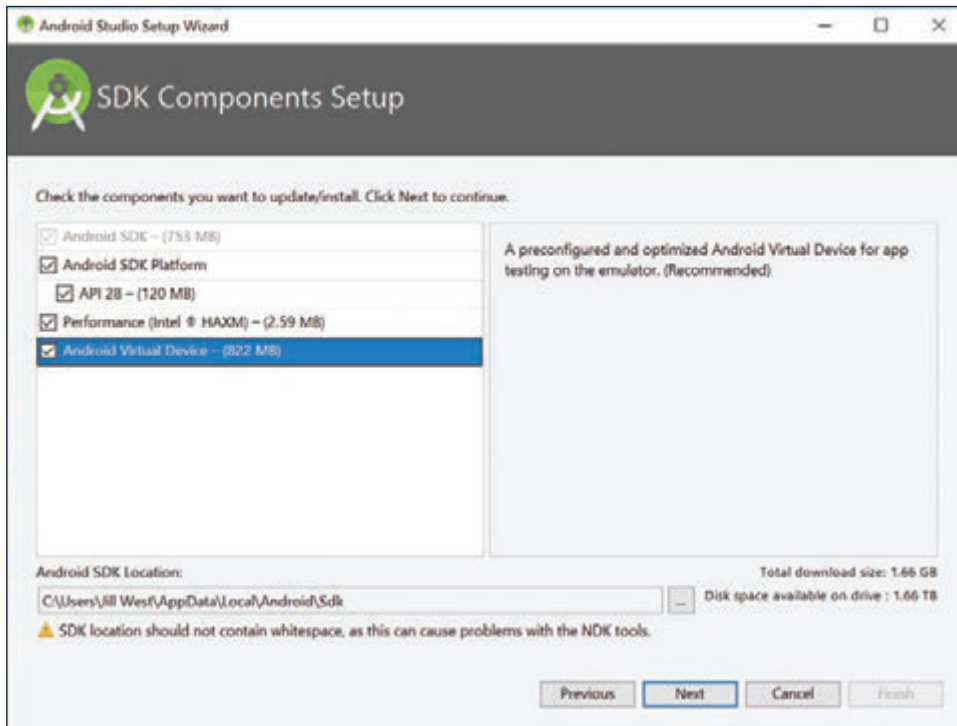 Android Studio Setup Wizard
SDK Components Setup
Check the components you want to update/install. Click Next to continue.
Android SDK – (753 MB)
Android SDK Platform
API 28 – (120 MB)
Performance (Intel ® HAXM) – (2.59 MB)
Android Virtual Device – (822 MB)
A preconfigured and optimized Android Virtual Device for app
testing on the emulator. (Recommended)
Android SDK Location:
C:\Users\Jill West\AppData\Local\Android\Sdk
...
Total download size: 1.66 GB
Disk space available on drive : 1.66 TB
SDK location should not contain whitespace, as this can cause problems with the NDK tools.
Previous
Next
Cancel
Finish